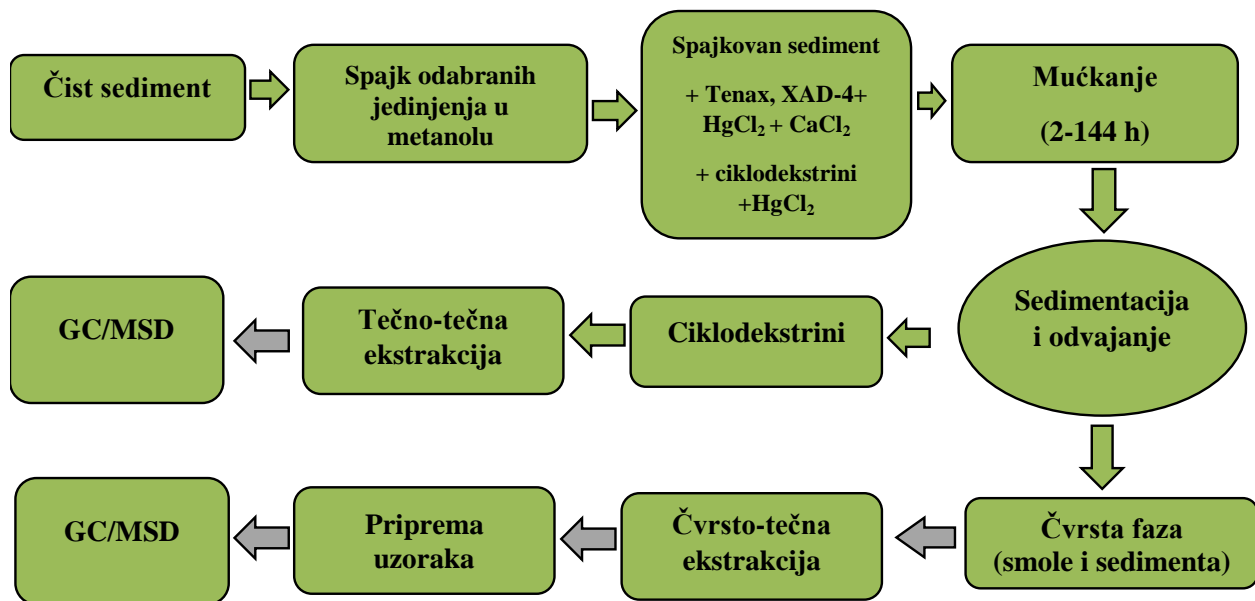 Čist sediment
Spajk odabranih
jedinjenja u
metanolu
Spajkovan sediment
+ Tenax, XAD-4+
HgCl₂ + CaCl₂
+ ciklodekstrini
+HgCl₂
Mućkanje
(2-144 h)
Sedimentacija
i odvajanje
Ciklodekstrini
Tečno-tečna
ekstrakcija
GC/MSD
Čvrsta faza
(smole i sedimenta)
Čvrsto-tečna
ekstrakcija
Priprema
uzoraka
GC/MSD